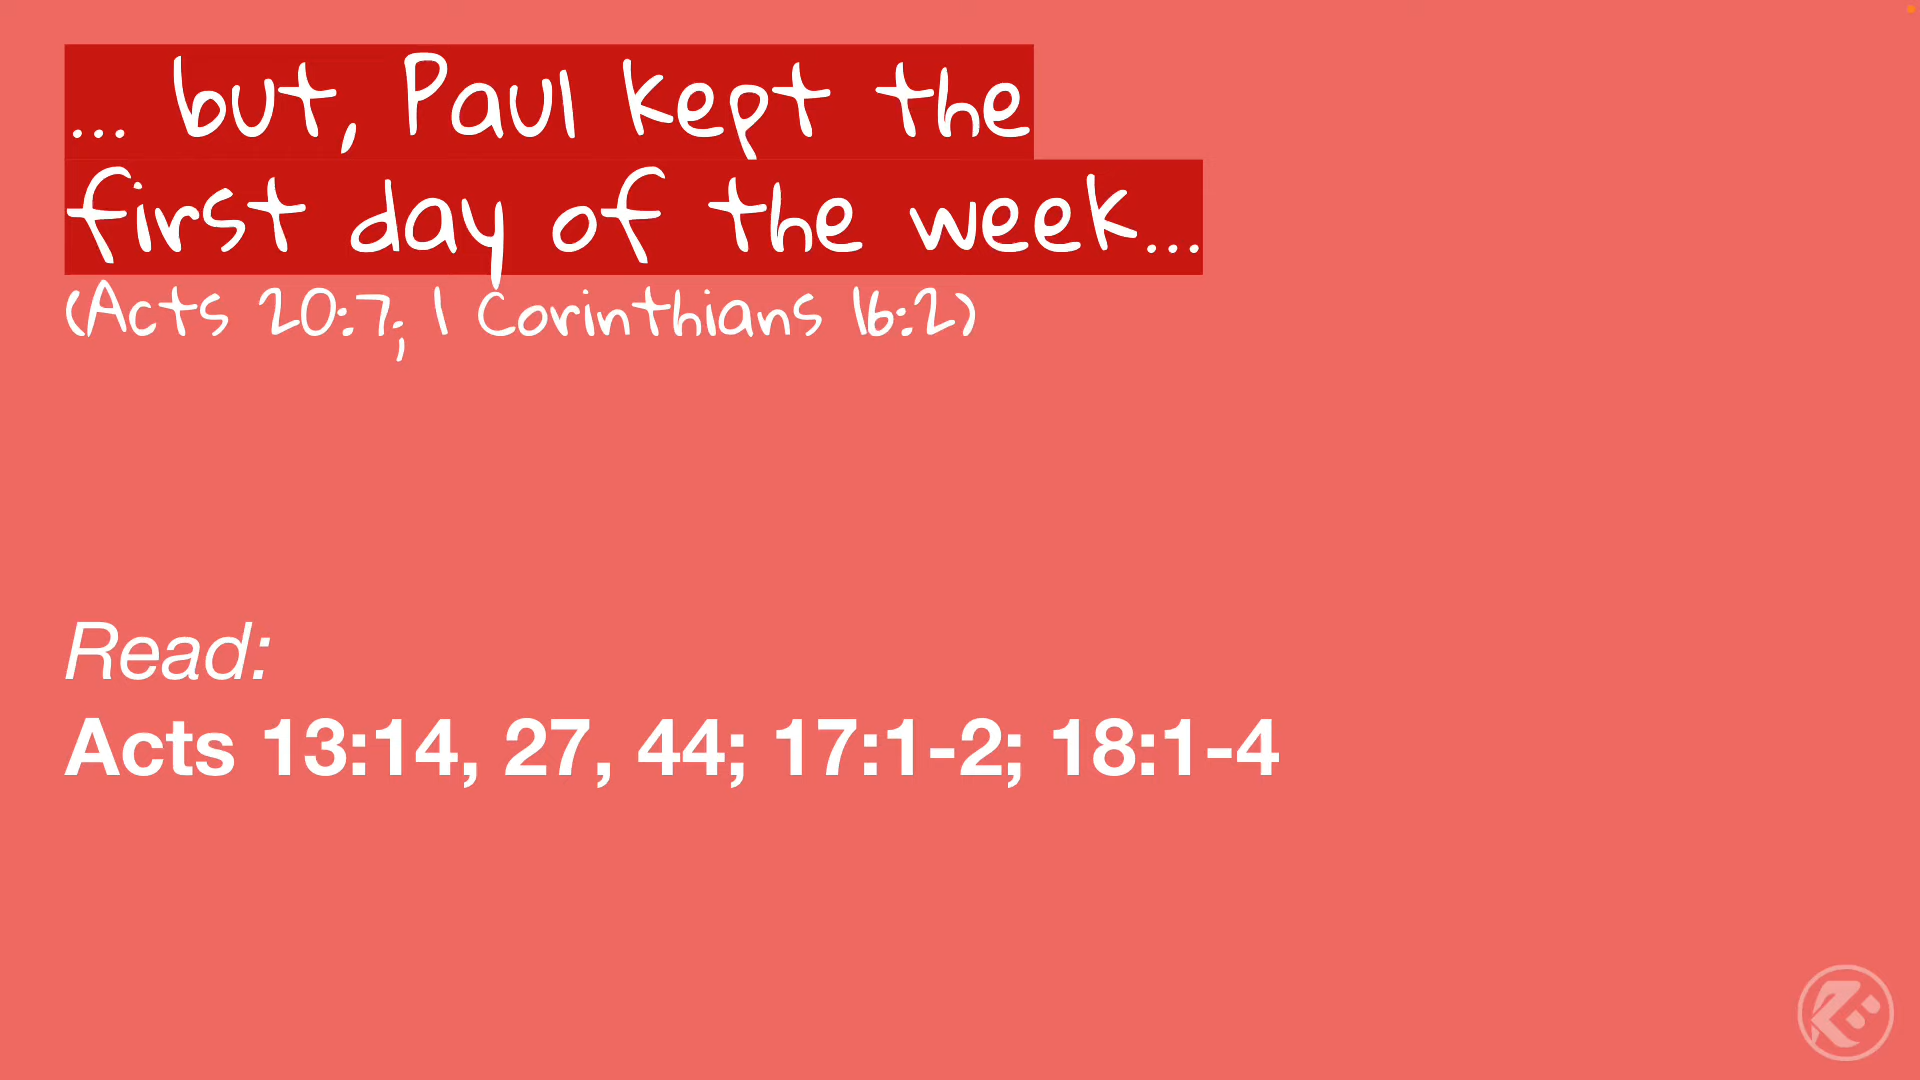 ... but, Paul kept the
first day of the week...
(Acts 20:7; 1 Corinthians 16:2)
Read:
Acts 13:14, 27, 44; 17:1-2; 18:1-4